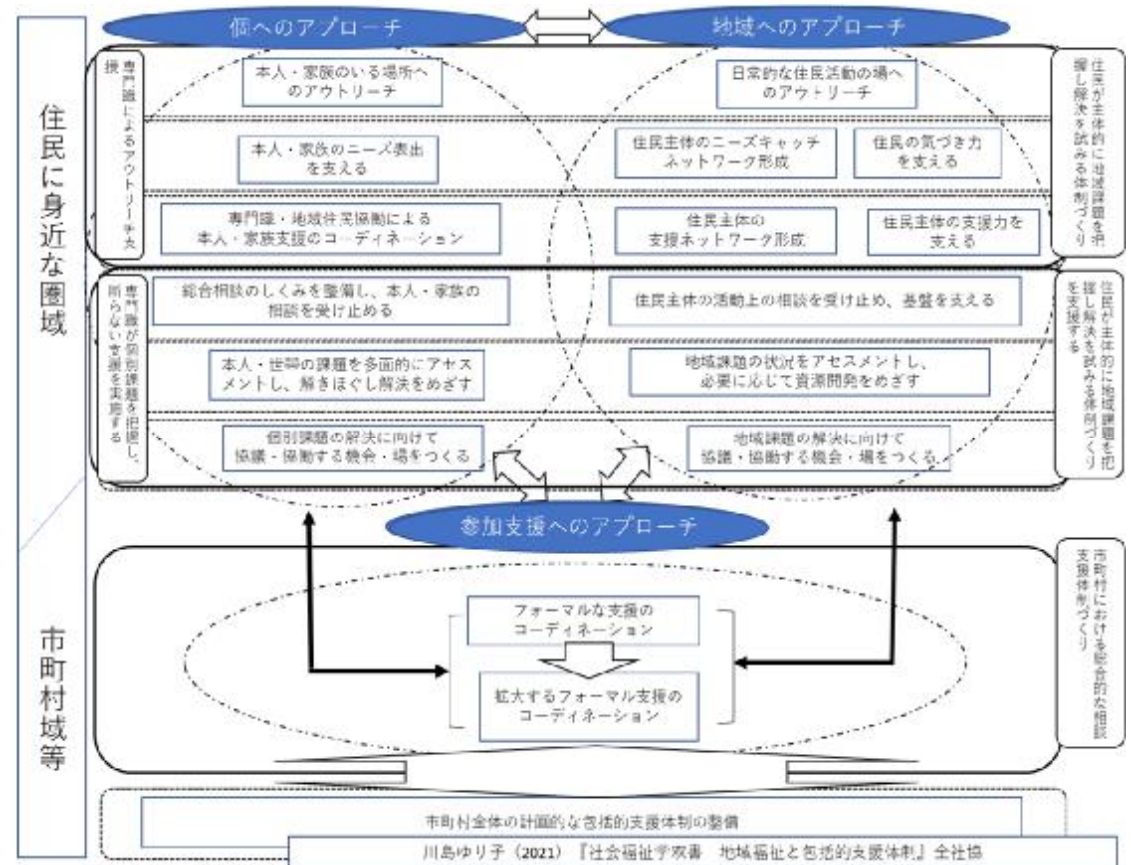 個へのアプローチ
地域へのアプローチ
住民に身近な圏域
市町村域等
専門職によるアウトリーチ支
援
本人・家族のいる場所へ
のアウトリーチ
日常的な住民活動の場へ
のアウトリーチ
本人・家族のニーズ表出
を支える
住民主体のニーズキャッチ
ネットワーク形成
住民の気づき力
を支える
専門識・地域住民協働による
本人・家族支援のコーディネーション
住民主体の
支援ネットワーク形成
住民主体の支援力を
支える
住民が主体的に地域課題を把
握し解決を試みる体制づくり
専門識が個別課題を把握し、
断らない支援を実施する
総合相談のしくみを整備し、本人・家族の
相談を受け止める
住民主体の活動上の相談を受け止め、基盤を支える
本人・世帯の課題を多面的にアセス
メントし、解きほぐし解決をめざす
地域課題の状況をアセスメントし、
必要に応じて資源開発をめざす
個別課題の解決に向けて
協議・協働する機会・場をつくる
地域課題の解決に向けて
協議・協働する機会・場をつくる
住民が主体的に地域課題を把
握し解決を試みる体制づくり
を支援する
参加支援へのアプローチ
フォーマルな支援の
コーディネーション
拡大するフォーマル支援の
コーディネーション
市町村における総合的な相談
支援体制づくり
市町村全体の計画的な包括的支援体制の整備
川島ゆり子（2021）『社会福祉学双書 地域福祉と包括的支援体制』全社協